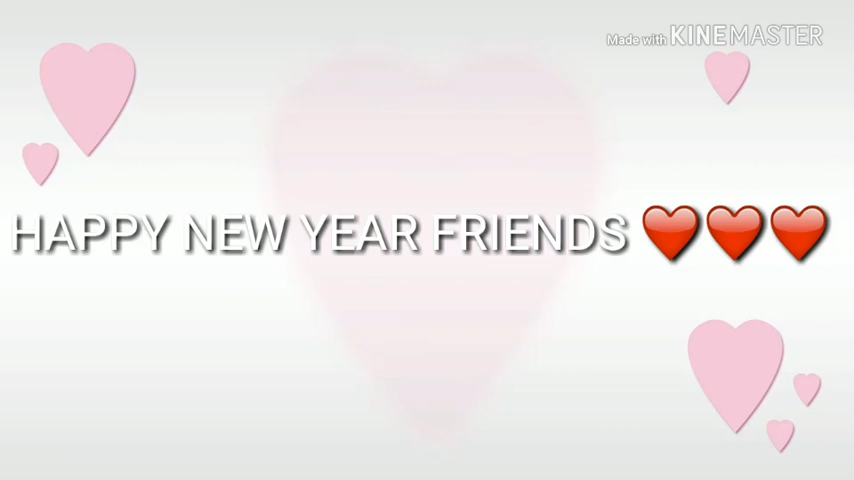 Made with KINEMASTER
HAPPY NEW YEAR FRIENDS ❤️❤️❤️